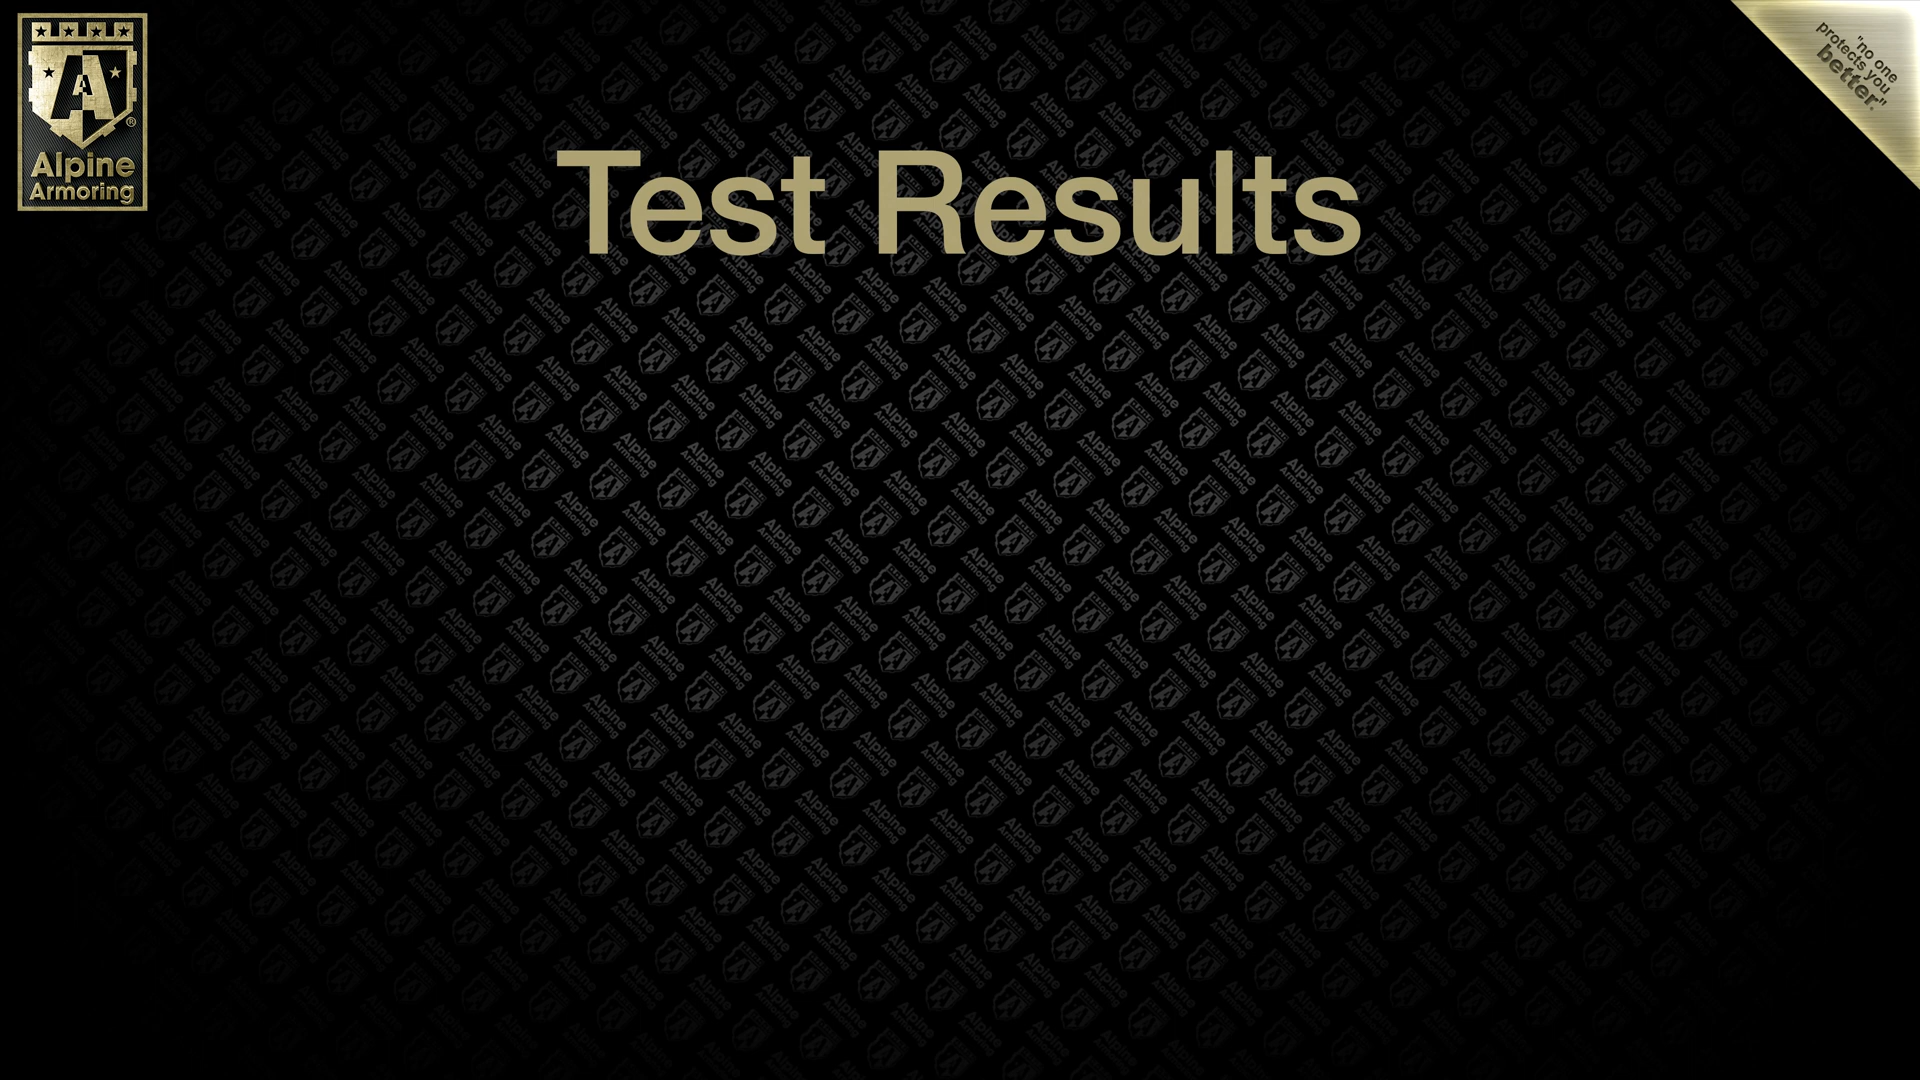 Alpine
Armoring
®
"no one
protects you
better."
Test Results